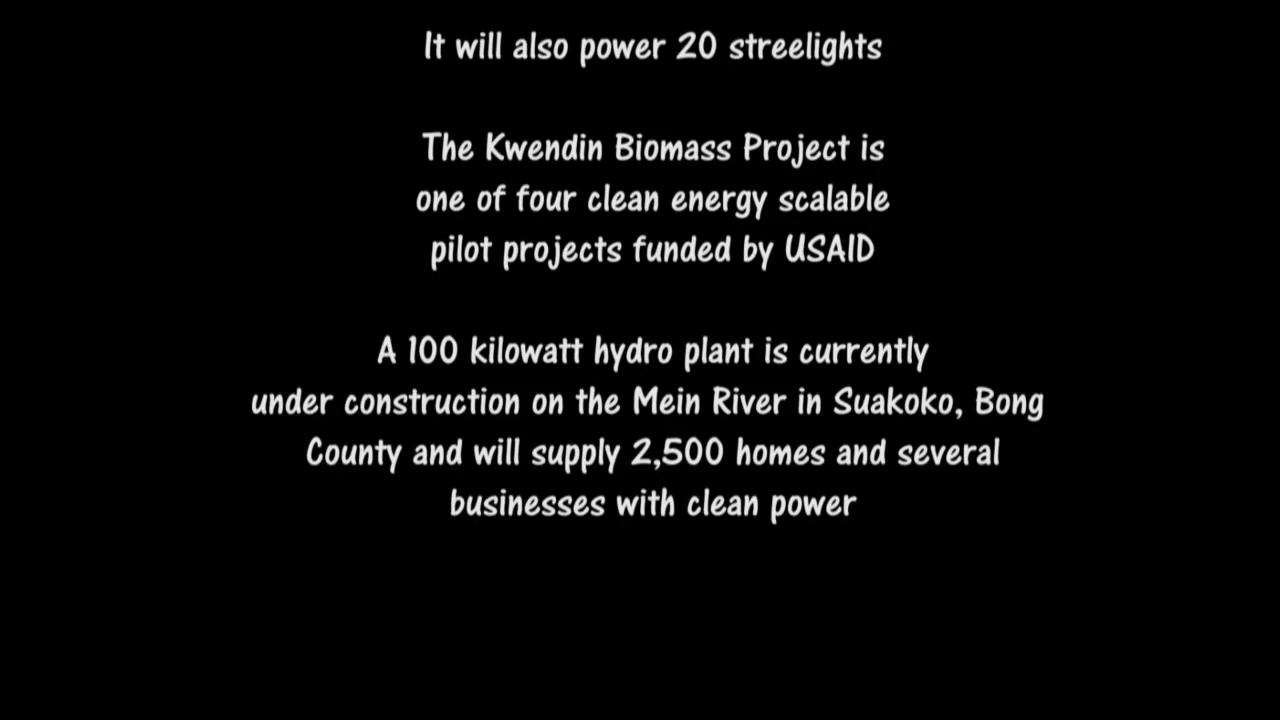 It will also power 20 streelights
The Kwendin Biomass Project is
one of four clean energy scalable
pilot projects funded by USAID
A 100 kilowatt hydro plant is currently
under construction on the Mein River in Suakoko, Bong
County and will supply 2,500 homes and several
businesses with clean power